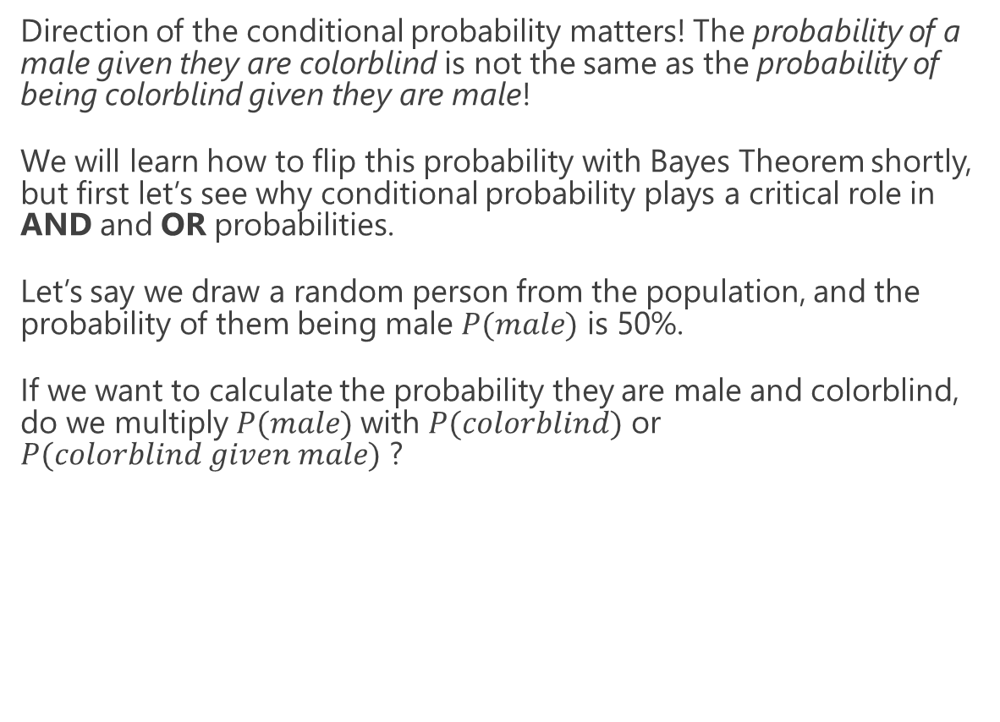 Direction of the conditional probability matters! The probability of a
male given they are colorblind is not the same as the probability of
being colorblind given they are male!
We will learn how to flip this probability with Bayes Theorem shortly,
but first let’s see why conditional probability plays a critical role in
AND and OR probabilities.
Let’s say we draw a random person from the population, and the
probability of them being male P(male) is 50%.
If we want to calculate the probability they are male and colorblind,
do we multiply P(male) with P(colorblind) or
P(colorblind given male) ?